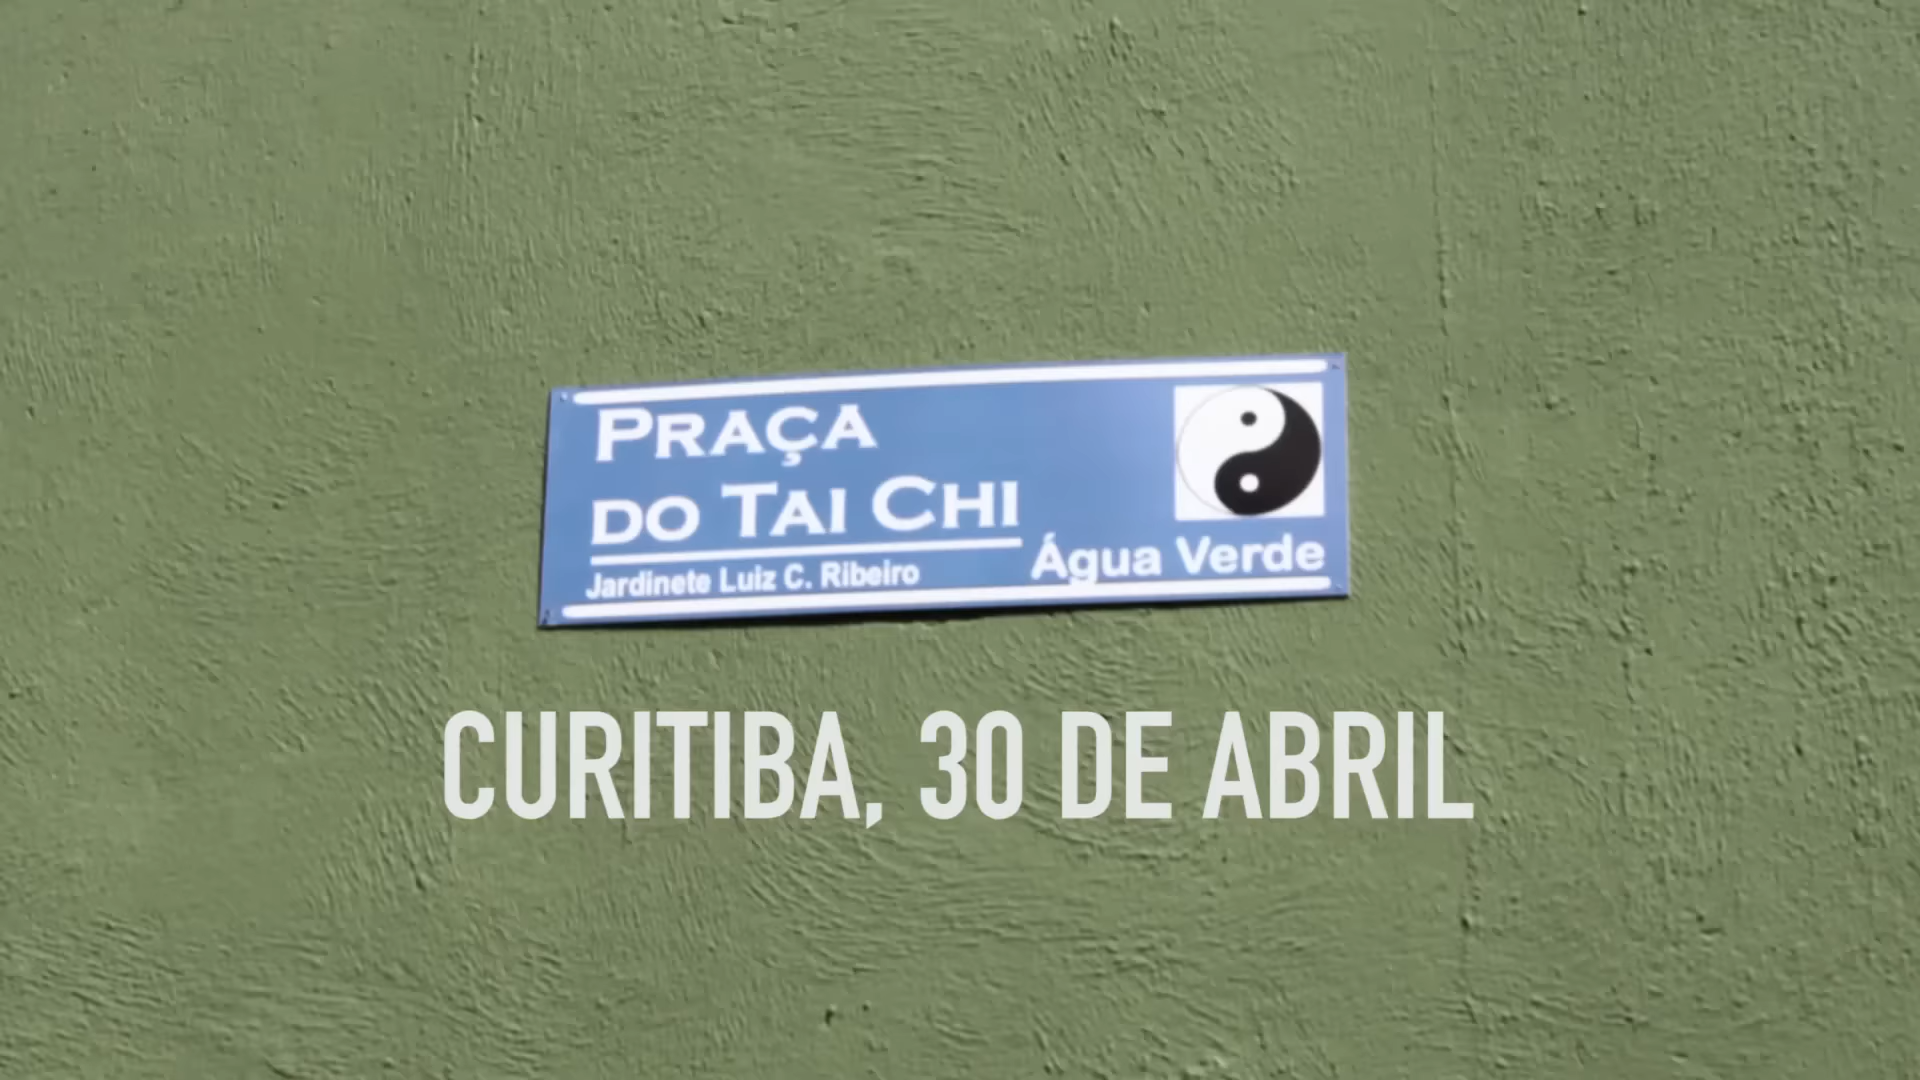 PRAÇA
DO TAI CHI
Jardinete Luiz C. Ribeiro
Água Verde
CURITIBA, 30 DE ABRIL